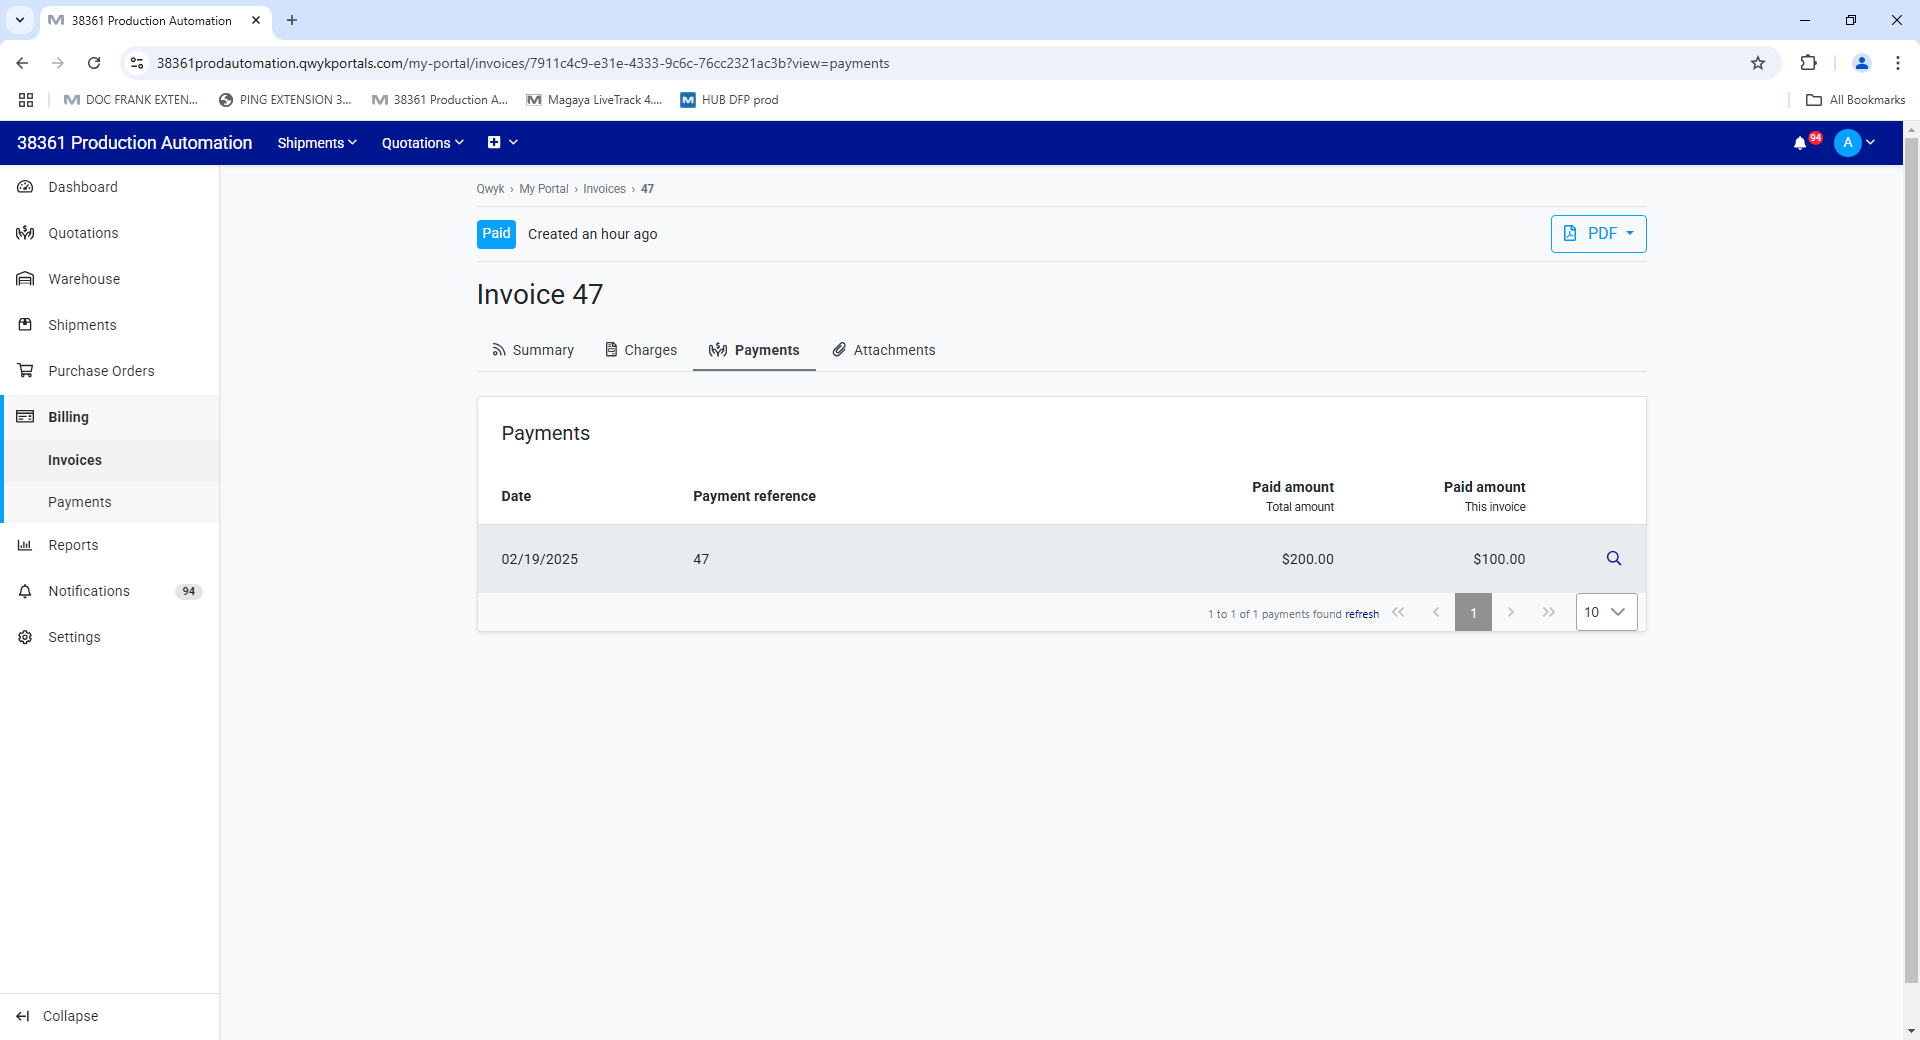 38361 Production Automation
38361prodautomation.qwykportals.com/my-portal/invoices/7911c4c9-e31e-4333-9c6c-76cc2321ac3b?view=payments
DOC FRANK EXTEN...
PING EXTENSION 3...
38361 Production A...
Magaya LiveTrack 4....
HUB DFP prod
All Bookmarks
38361 Production Automation
Shipments
Quotations
94
A
Dashboard
Quotations
Warehouse
Shipments
Purchase Orders
Billing
Invoices
Payments
Reports
Notifications 94
Settings
Collapse
Qwyk › My Portal › Invoices › 47
Paid Created an hour ago
PDF
Invoice 47
Summary Charges Payments Attachments
Payments
Date Payment reference Paid amount Paid amount
Total amount This invoice
02/19/2025 47 $200.00 $100.00
1 to 1 of 1 payments found refresh 1 10